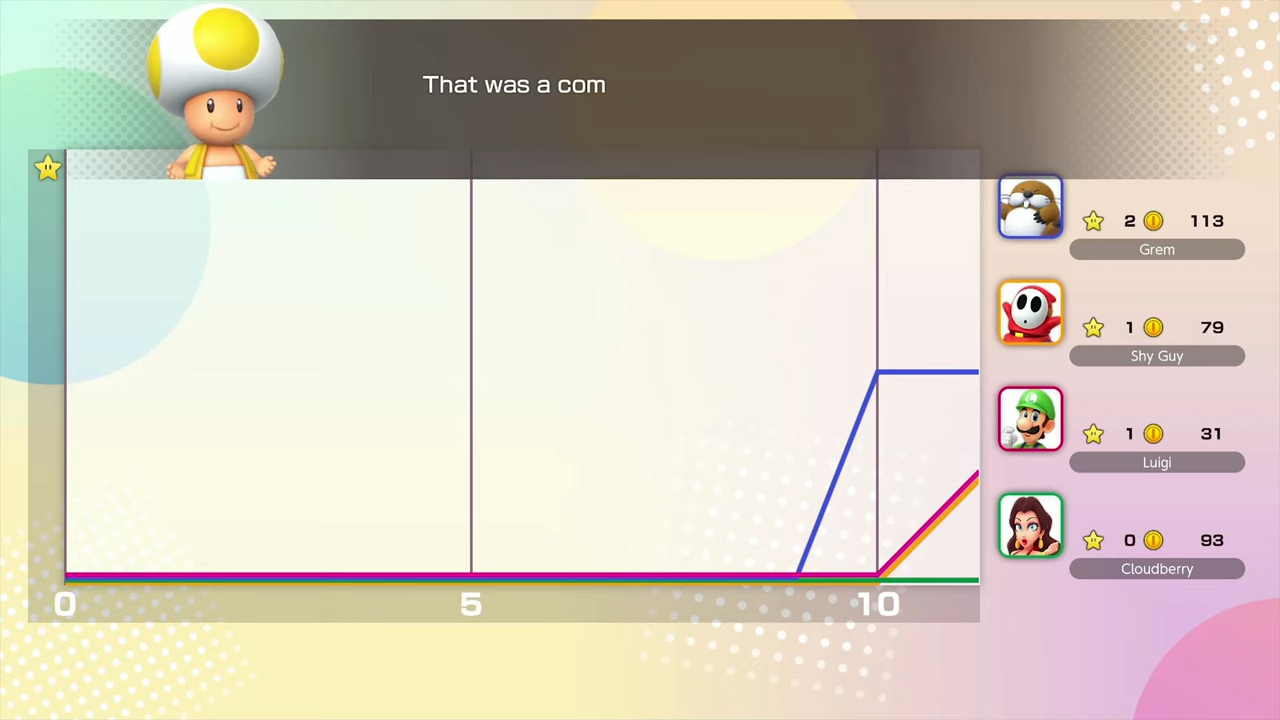 That was a com
2 113
Grem
1 79
Shy Guy
1 31
Luigi
0 93
Cloudberry
0 5 10